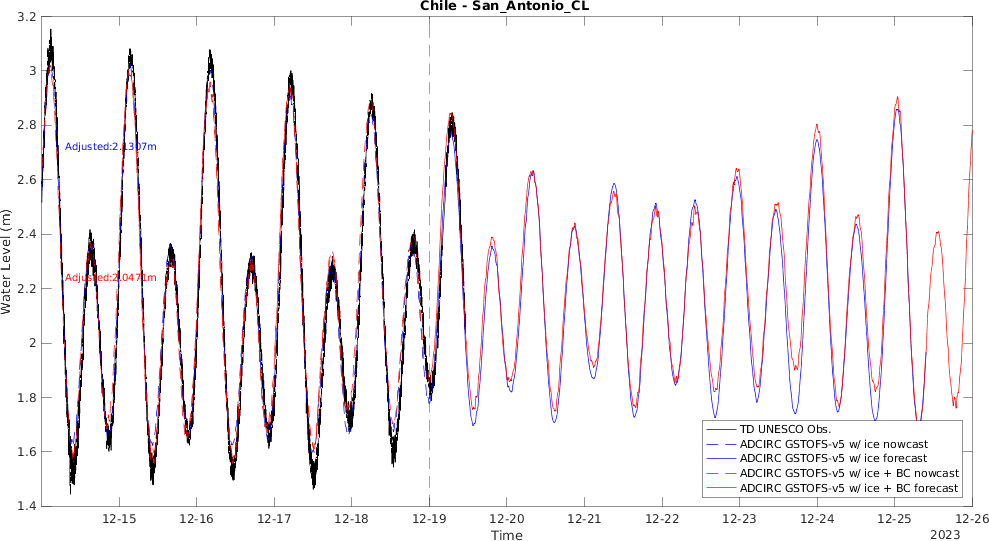 Chile - San_Antonio_CL
3.2
3
2.8
2.6
2.4
2.2
2
1.8
1.6
1.4
Water Level (m)
Adjusted:2.1307m
Adjusted:2.0471m
TD UNESCO Obs.
ADCIRC GSTOFS-v5 w/ ice nowcast
ADCIRC GSTOFS-v5 w/ ice forecast
ADCIRC GSTOFS-v5 w/ ice + BC nowcast
ADCIRC GSTOFS-v5 w/ ice + BC forecast
12-15 12-16 12-17 12-18 12-19 12-20 12-21 12-22 12-23 12-24 12-25 12-26
Time
2023